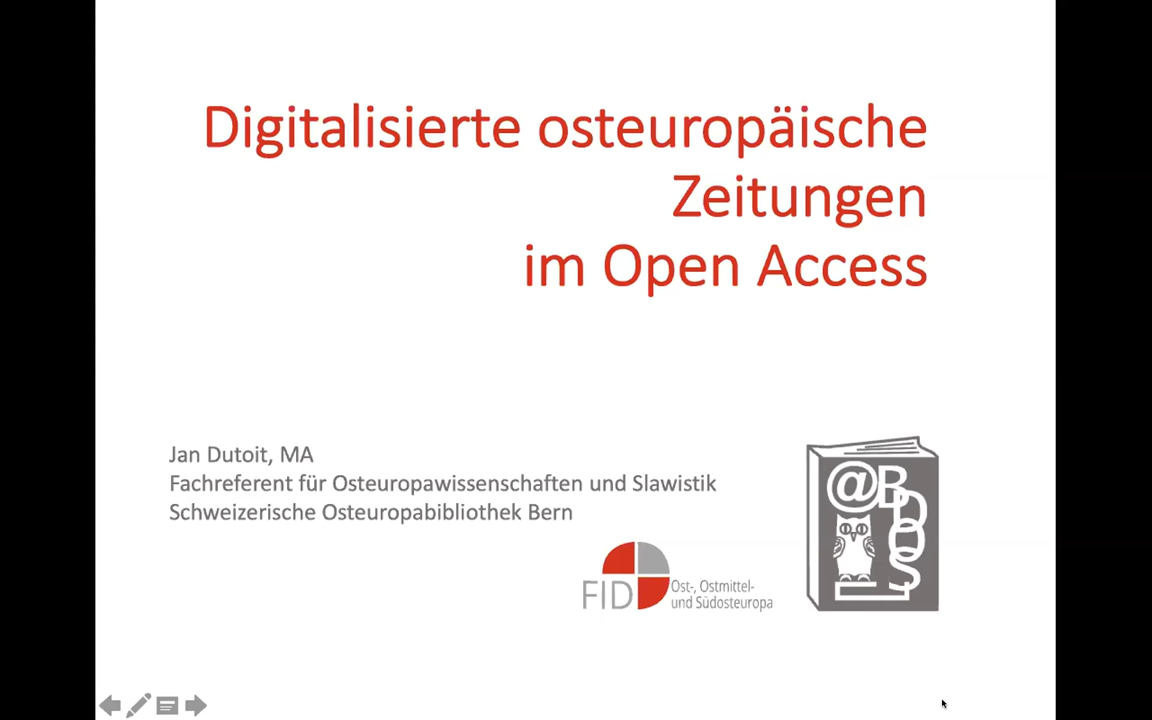 Digitalisierte osteuropäische
Zeitungen
im Open Access
Jan Dutoit, MA
Fachreferent für Osteuropawissenschaften und Slawistik
Schweizerische Osteuropabibliothek Bern
FID Ost-, Ostmittel-
und Südosteuropa
@BDOS